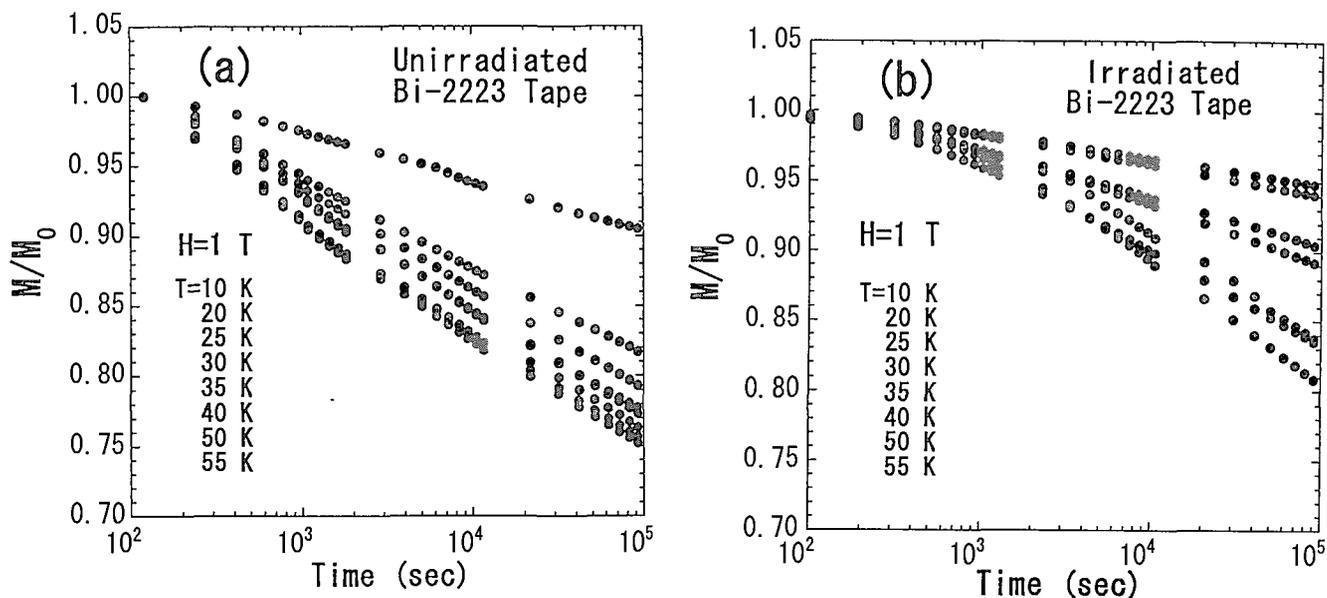 (a)
Unirradiated
Bi-2223 Tape
M/M0
1.05
1.00
0.95
0.90
0.85
0.80
0.75
0.70
H=1 T
T=10 K
20 K
25 K
30 K
35 K
40 K
50 K
55 K
10^2 10^3 10^4 10^5
Time (sec)
(b)
Irradiated
Bi-2223 Tape
M/M0
1.05
1.00
0.95
0.90
0.85
0.80
0.75
0.70
H=1 T
T=10 K
20 K
25 K
30 K
35 K
40 K
50 K
55 K
10^2 10^3 10^4 10^5
Time (sec)